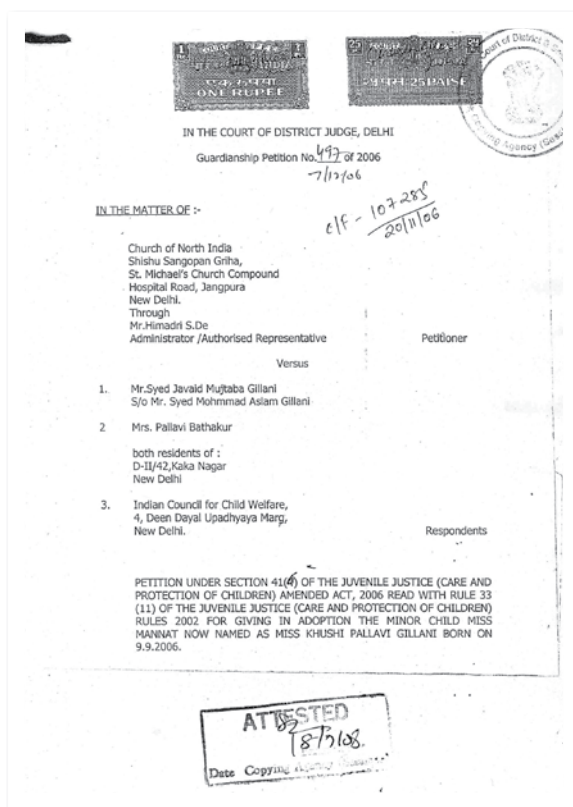 ONE RUPEE
25 PAISE
Court of District &
Copying Agency
IN THE COURT OF DISTRICT JUDGE, DELHI
Guardianship Petition No. 497 of 2006
7/12/06
c/f - 107285
20/11/06
IN THE MATTER OF :-
Church of North India
Shishu Sangopan Griha,
St. Michael's Church Compound
Hospital Road, Jangpura
New Delhi.
Through
Mr.Himadri S.De
Administrator /Authorised Representative Petitioner
Versus
1. Mr.Syed Javaid Mujtaba Gillani
S/o Mr. Syed Mohmmad Aslam Gillani
2 Mrs. Pallavi Bathakur
both residents of :
D-II/42,Kaka Nagar
New Delhi
3. Indian Council for Child Welfare,
4, Deen Dayal Upadhyaya Marg,
New Delhi. Respondents
PETITION UNDER SECTION 41( ) OF THE JUVENILE JUSTICE (CARE AND
PROTECTION OF CHILDREN) AMENDED ACT, 2006 READ WITH RULE 33
(11) OF THE JUVENILE JUSTICE (CARE AND PROTECTION OF CHILDREN)
RULES 2002 FOR GIVING IN ADOPTION THE MINOR CHILD MISS
MANNAT NOW NAMED AS MISS KHUSHI PALLAVI GILLANI BORN ON
9.9.2006.
ATTESTED
Date Copying